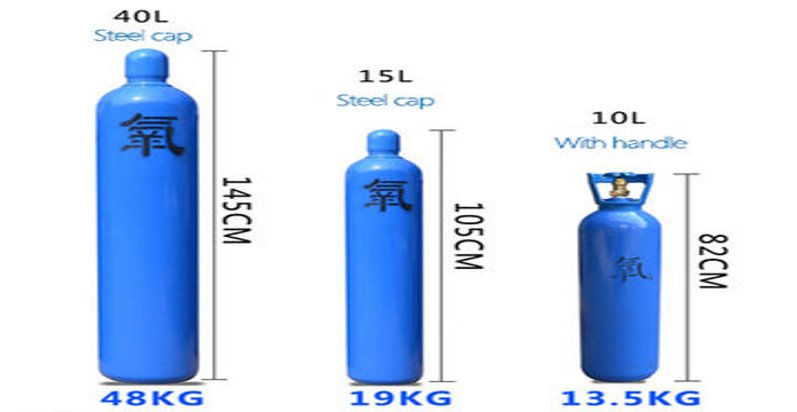 40L
Steel cap
氧
145CM
48KG
15L
Steel cap
氧
105CM
19KG
10L
With handle
氧
82CM
13.5KG